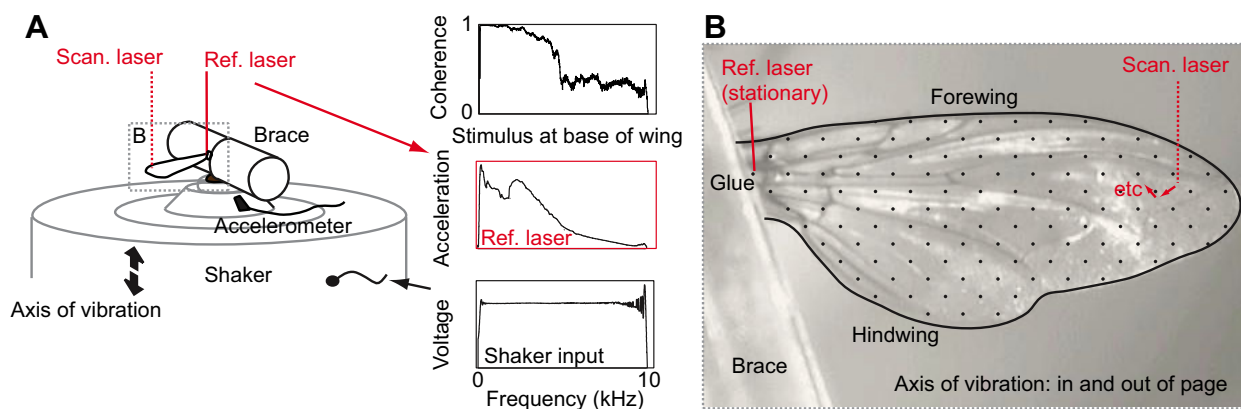 A
Scan. laser
Ref. laser
B
Brace
Accelerometer
Shaker
Axis of vibration
Coherence
1
0
Stimulus at base of wing
Acceleration
Ref. laser
Voltage
Shaker input
0
10
Frequency (kHz)
B
Ref. laser
(stationary)
Scan. laser
Forewing
Glue
etc
Hindwing
Brace
Axis of vibration: in and out of page